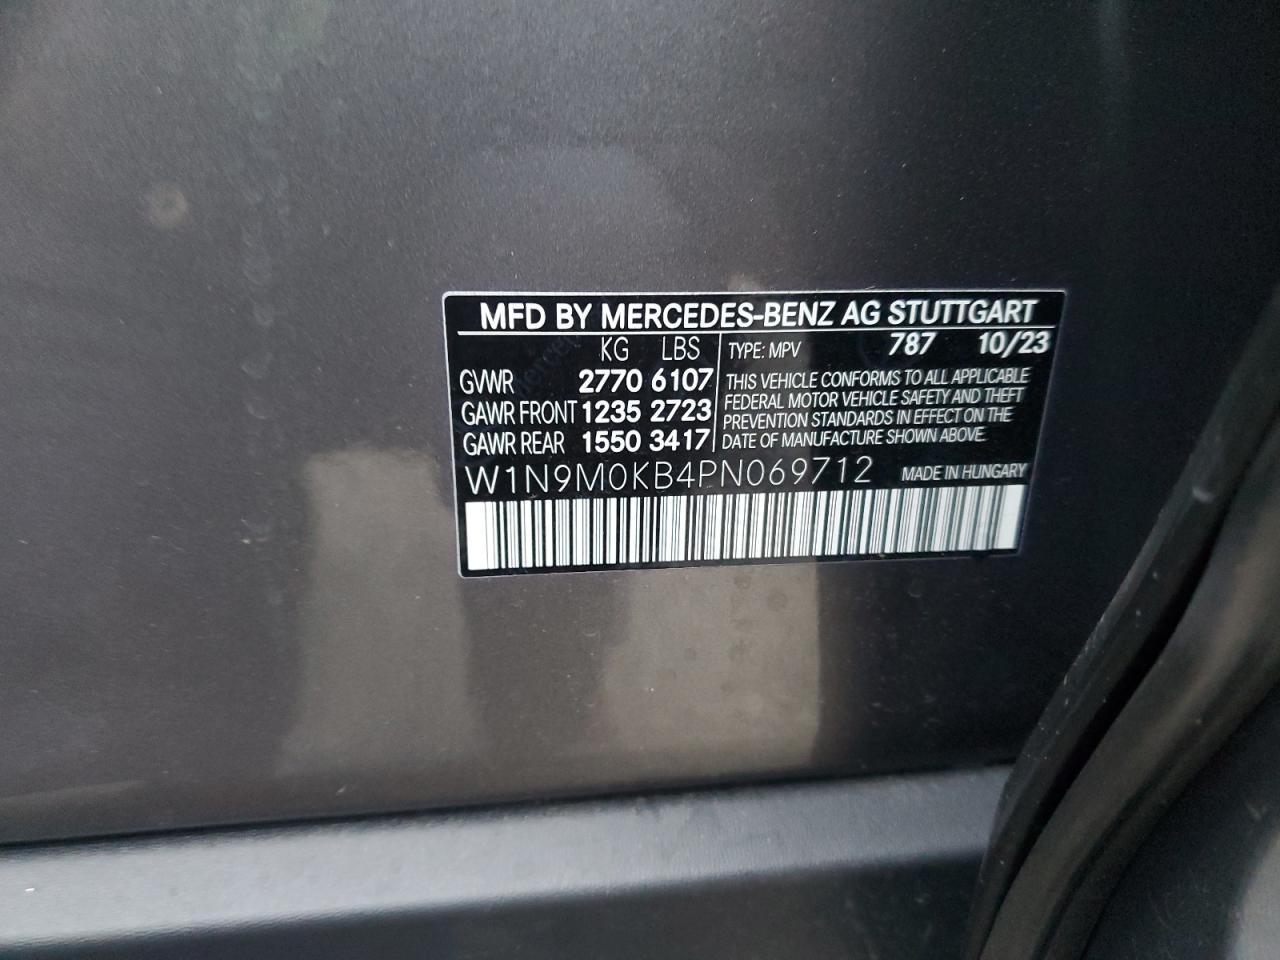 MFD BY MERCEDES-BENZ AG STUTTGART
KG LBS TYPE: MPV 787 10/23
GVWR 2770 6107
GAWR FRONT 1235 2723
GAWR REAR 1550 3417
THIS VEHICLE CONFORMS TO ALL APPLICABLE
FEDERAL MOTOR VEHICLE SAFETY AND THEFT
PREVENTION STANDARDS IN EFFECT ON THE
DATE OF MANUFACTURE SHOWN ABOVE.
W1N9M0KB4PN069712 MADE IN HUNGARY